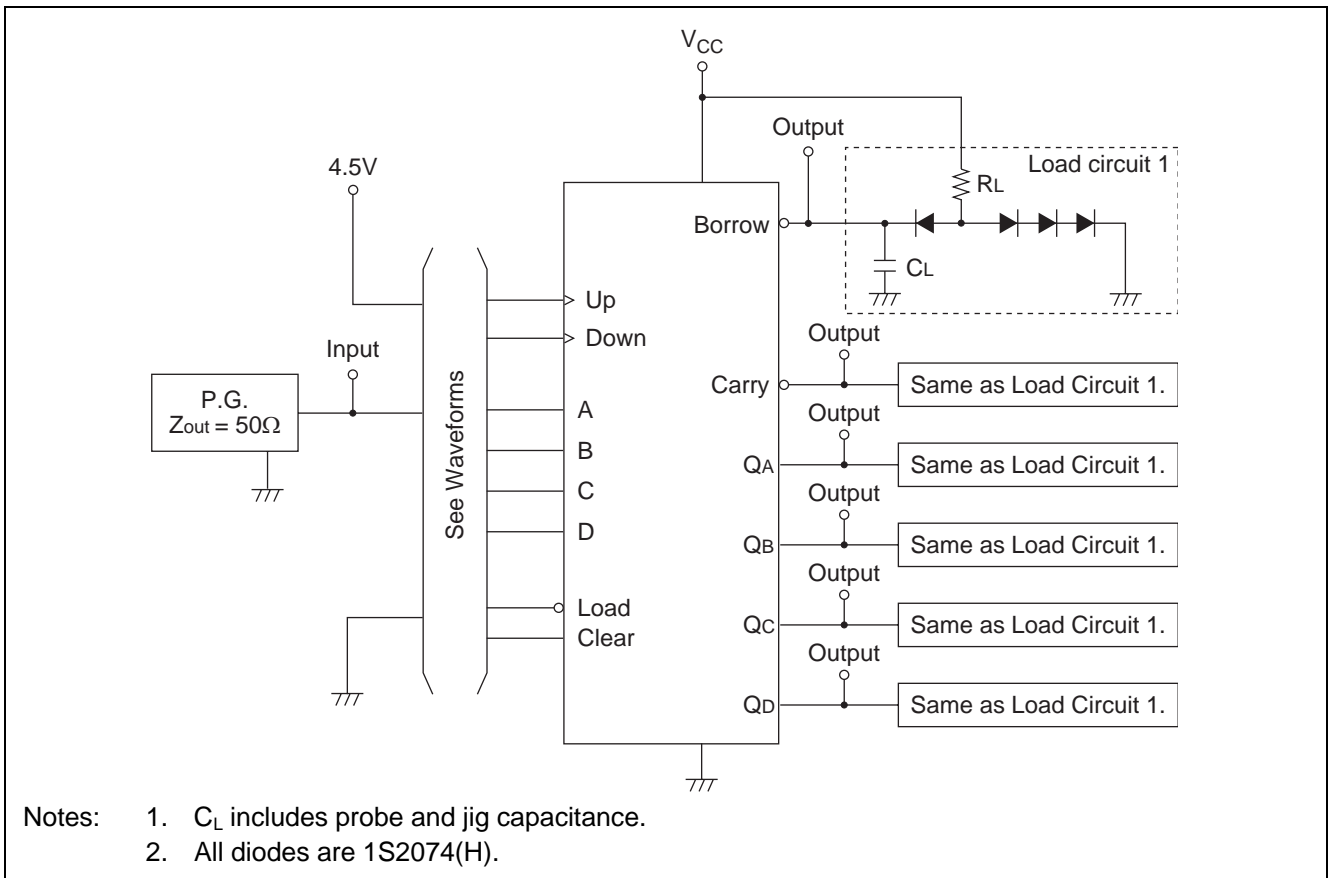 VCC
Output
4.5V
Load circuit 1
RL
Borrow
CL
Up
Down
Output
Input
Carry
Same as Load Circuit 1.
P.G.
Zout = 50Ω
See Waveforms
A
Output
B
QA
Same as Load Circuit 1.
C
Output
D
QB
Same as Load Circuit 1.
Output
Load
Clear
QC
Same as Load Circuit 1.
Output
QD
Same as Load Circuit 1.
Notes: 1. CL includes probe and jig capacitance.
2. All diodes are 1S2074(H).